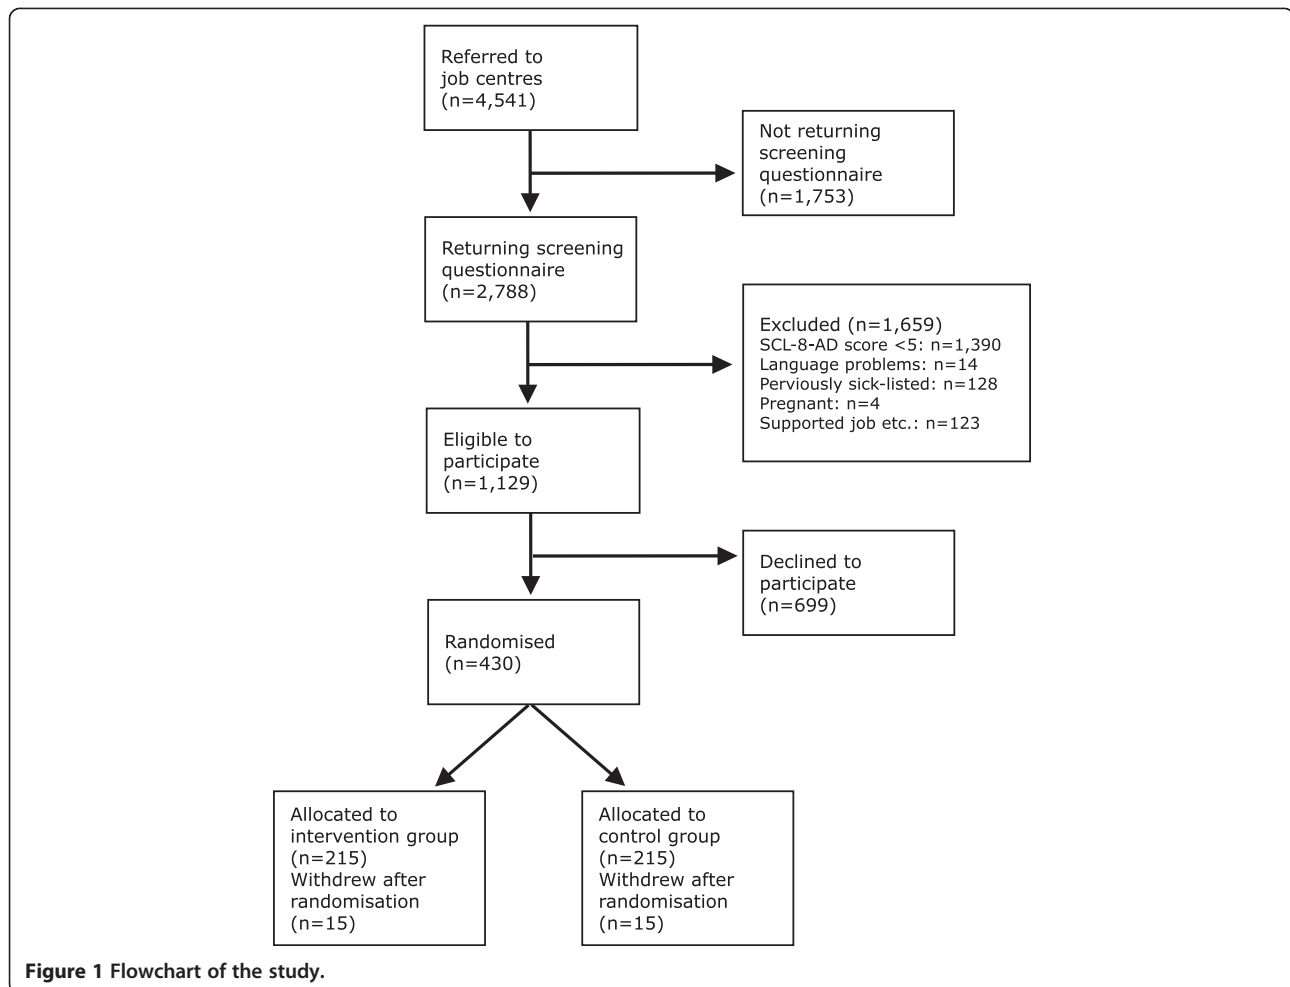 Referred to
job centres
(n=4,541)
Not returning
screening
questionnaire
(n=1,753)
Returning screening
questionnaire
(n=2,788)
Excluded (n=1,659)
SCL-8-AD score <5: n=1,390
Language problems: n=14
Perviously sick-listed: n=128
Pregnant: n=4
Supported job etc.: n=123
Eligible to
participate
(n=1,129)
Declined to
participate
(n=699)
Randomised
(n=430)
Allocated to
intervention group
(n=215)
Withdrew after
randomisation
(n=15)
Allocated to
control group
(n=215)
Withdrew after
randomisation
(n=15)
Figure 1 Flowchart of the study.